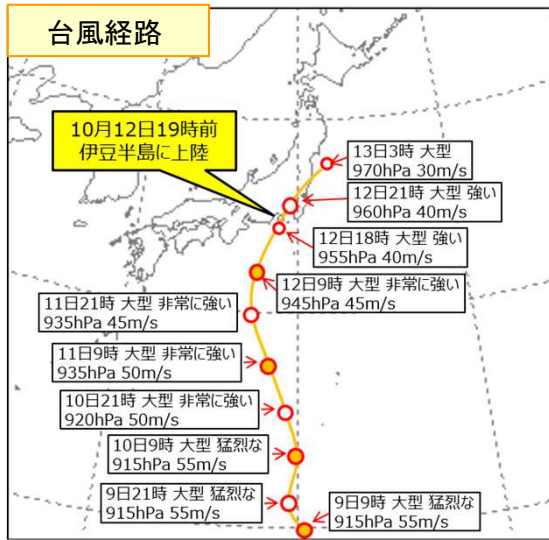 台風経路
10月12日19時前
伊豆半島に上陸
13日3時 大型
970hPa 30m/s
12日21時 大型 強い
960hPa 40m/s
12日18時 大型 強い
955hPa 40m/s
12日9時 大型 非常に強い
945hPa 45m/s
11日21時 大型 非常に強い
935hPa 45m/s
11日9時 大型 非常に強い
935hPa 50m/s
10日21時 大型 非常に強い
920hPa 50m/s
10日9時 大型 猛烈な
915hPa 55m/s
9日21時 大型 猛烈な
915hPa 55m/s
9日9時 大型 猛烈な
915hPa 55m/s